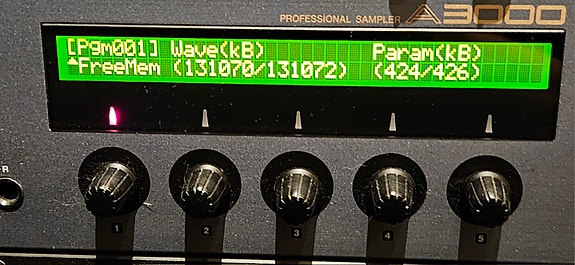 PROFESSIONAL SAMPLER A3000
[Pgm001] Wave(kB) Param(kB)
FreeMem (131070/131072) (424/426)
R
1 2 3 4 5